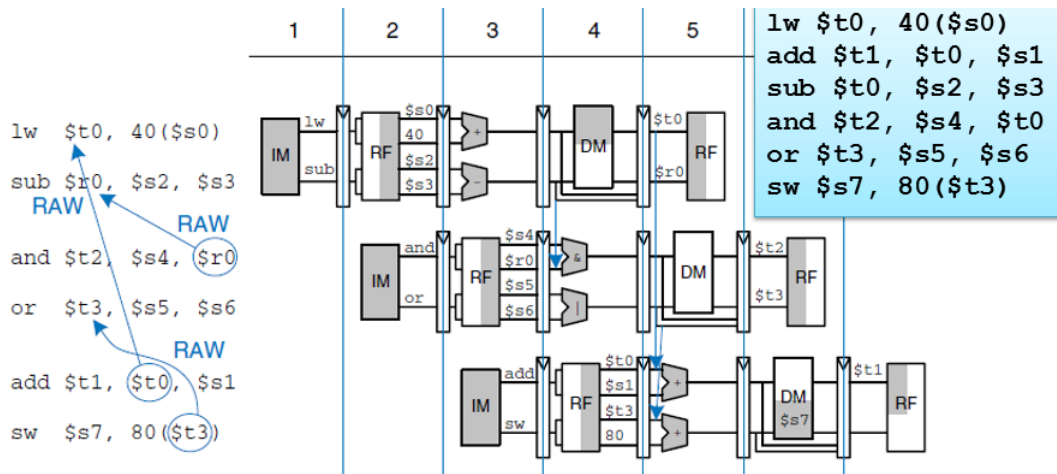 1 2 3 4 5
lw $t0, 40($s0)
add $t1, $t0, $s1
sub $t0, $s2, $s3
and $t2, $s4, $t0
or $t3, $s5, $s6
sw $s7, 80($t3)
lw $t0, 40($s0)
sub $r0, $s2, $s3
RAW
RAW
and $t2, $s4, $r0
or $t3, $s5, $s6
RAW
add $t1, $t0, $s1
sw $s7, 80($t3)
IM
lw
sub
RF
$s0
40
$s2
$s3
+
-
DM
$t0
$r0
RF
IM
and
or
RF
$s4
$r0
$s5
$s6
&
|
DM
$t2
$t3
RF
IM
add
sw
RF
$t0
$s1
$t3
80
+
+
DM
$s7
$t1
RF